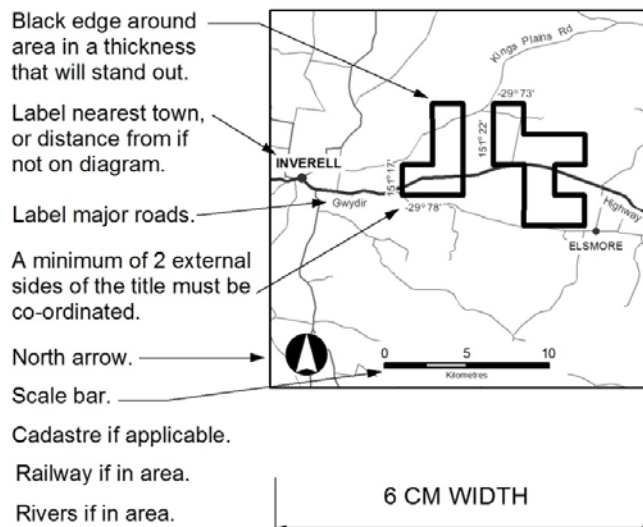 Black edge around
area in a thickness
that will stand out.
Label nearest town,
or distance from if
not on diagram.
Label major roads.
A minimum of 2 external
sides of the title must be
co-ordinated.
North arrow.
Scale bar.
Cadastre if applicable.
Railway if in area.
Rivers if in area.
Kings Plains Rd
-29° 73'
151° 22'
INVERELL
151° 17'
Gwydir
-29° 78'
Highway
ELSMORE
0 5 10
Kilometres
6 CM WIDTH